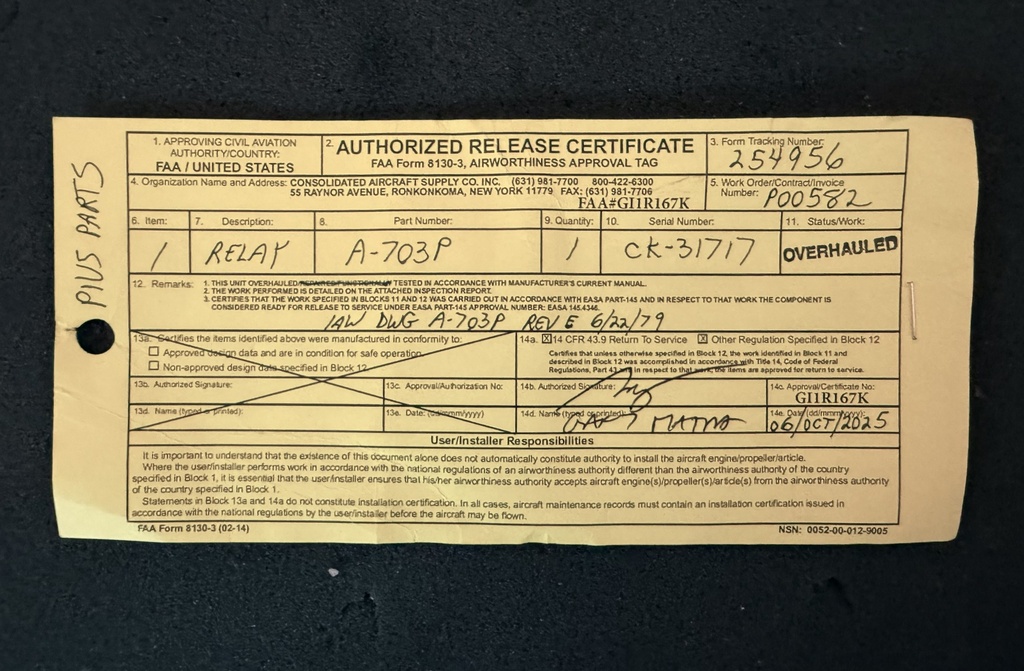 PIUS PARTS
1. APPROVING CIVIL AVIATION AUTHORITY/COUNTRY:
FAA / UNITED STATES
2. AUTHORIZED RELEASE CERTIFICATE
FAA Form 8130-3, AIRWORTHINESS APPROVAL TAG
3. Form Tracking Number:
254956
4. Organization Name and Address: CONSOLIDATED AIRCRAFT SUPPLY CO. INC. (631) 981-7700 800-422-6300
55 RAYNOR AVENUE, RONKONKOMA, NEW YORK 11779 FAX: (631) 981-7706
FAA#GI1R167K
5. Work Order/Contract/Invoice Number: P00582
6. Item:
1
7. Description:
RELAY
8. Part Number:
A-703P
9. Quantity:
1
10. Serial Number:
CK-31717
11. Status/Work:
OVERHAULED
12. Remarks: 1. THIS UNIT OVERHAULED/REPAIRED/FUNCTIONALLY TESTED IN ACCORDANCE WITH MANUFACTURER'S CURRENT MANUAL.
2. THE WORK PERFORMED IS DETAILED ON THE ATTACHED INSPECTION REPORT.
3. CERTIFIES THAT THE WORK SPECIFIED IN BLOCKS 11 AND 12 WAS CARRIED OUT IN ACCORDANCE WITH EASA PART-145 AND IN RESPECT TO THAT WORK THE COMPONENT IS
CONSIDERED READY FOR RELEASE TO SERVICE UNDER EASA PART-145 APPROVAL NUMBER: EASA 145.4346.
IAW DWG A-703P REV E 6/22/79
13a. Certifies the items identified above were manufactured in conformity to:
Approved design data and are in condition for safe operation.
Non-approved design data specified in Block 12.
14a. 14 CFR 43.9 Return To Service Other Regulation Specified in Block 12
Certifies that unless otherwise specified in Block 12, the work identified in Block 11 and
described in Block 12 was accomplished in accordance with Title 14, Code of Federal
Regulations, Part 43 and in respect to that work, the items are approved for return to service.
13b. Authorized Signature:
13c. Approval/Authorization No:
14b. Authorized Signature:
14c. Approval/Certificate No:
GI1R167K
13d. Name (typed or printed):
13e. Date: (dd/mmm/yyyy)
14d. Name (typed or printed):
14e. Date (dd/mmm/yyyy):
06/OCT/2025
User/Installer Responsibilities
It is important to understand that the existence of this document alone does not automatically constitute authority to install the aircraft engine/propeller/article.
Where the user/installer performs work in accordance with the national regulations of an airworthiness authority different than the airworthiness authority of the country
specified in Block 1, it is essential that the user/installer ensures that his/her airworthiness authority accepts aircraft engine(s)/propeller(s)/article(s) from the airworthiness authority
of the country specified in Block 1.
Statements in Block 13a and 14a do not constitute installation certification. In all cases, aircraft maintenance records must contain an installation certification issued in
accordance with the national regulations by the user/installer before the aircraft may be flown.
FAA Form 8130-3 (02-14)
NSN: 0052-00-012-9005